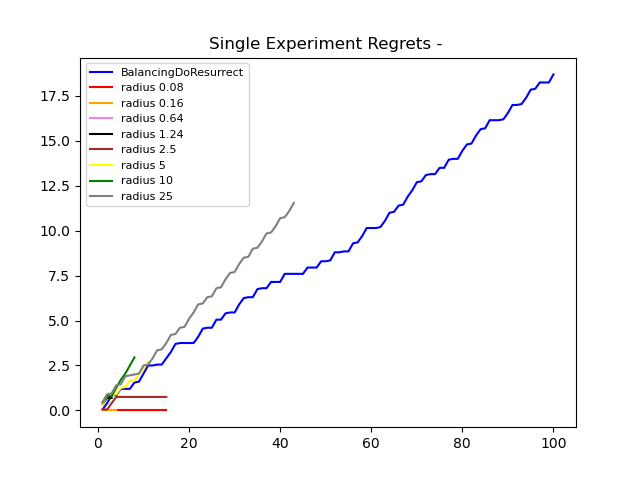 Single Experiment Regrets -
BalancingDoResurrect
radius 0.08
radius 0.16
radius 0.64
radius 1.24
radius 2.5
radius 5
radius 10
radius 25
17.5
15.0
12.5
10.0
7.5
5.0
2.5
0.0
0 20 40 60 80 100